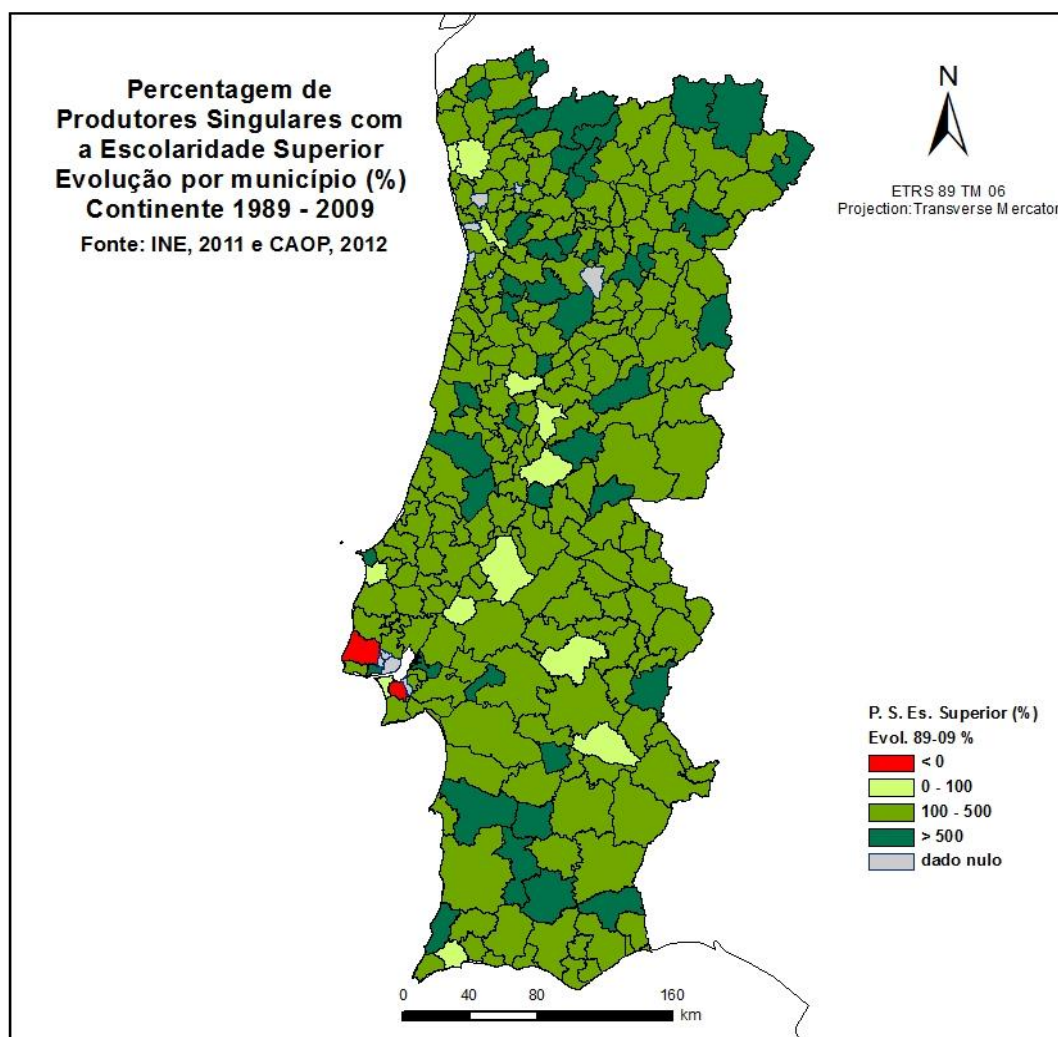 Percentagem de
Produtores Singulares com
a Escolaridade Superior
Evolução por município (%)
Continente 1989 - 2009
Fonte: INE, 2011 e CAOP, 2012
N
ETRS 89 TM 06
Projection: Transverse Mercator
P. S. Es. Superior (%)
Evol. 89-09 %
< 0
0 - 100
100 - 500
> 500
dado nulo
0 40 80 160
km